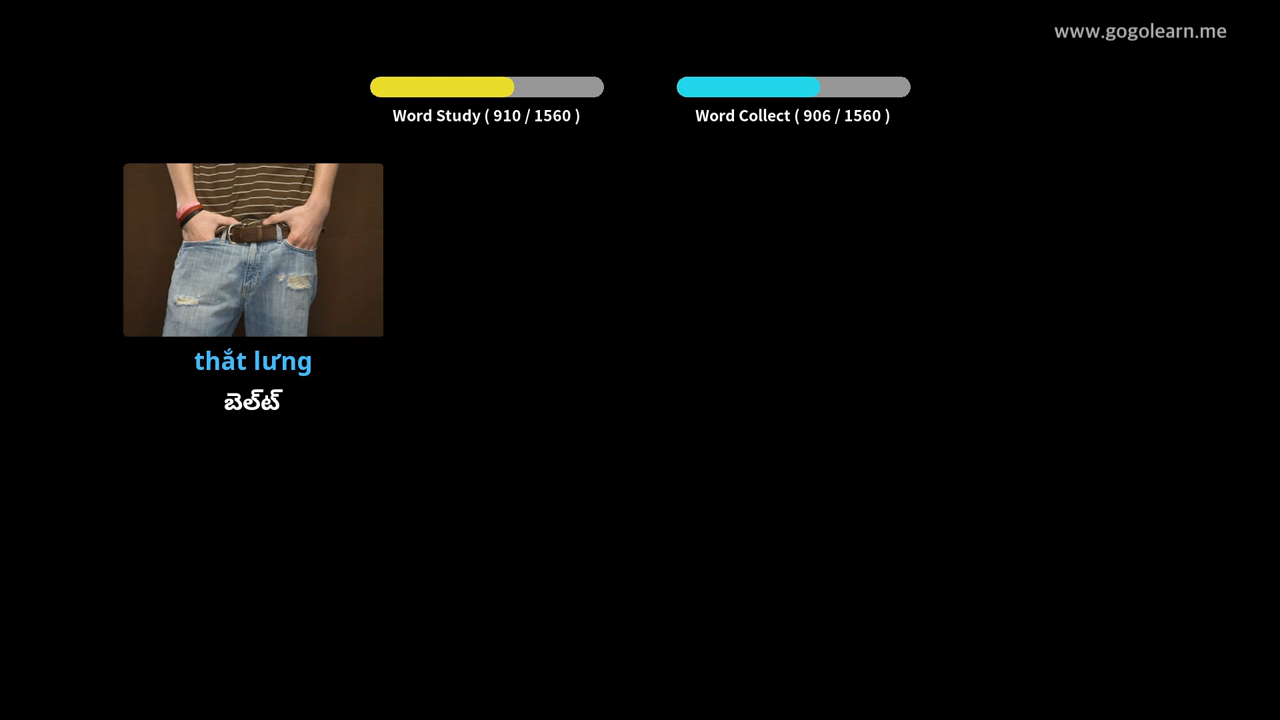 www.gogolearn.me
Word Study ( 910 / 1560 )
Word Collect ( 906 / 1560 )
thắt lưng
బెల్ట్